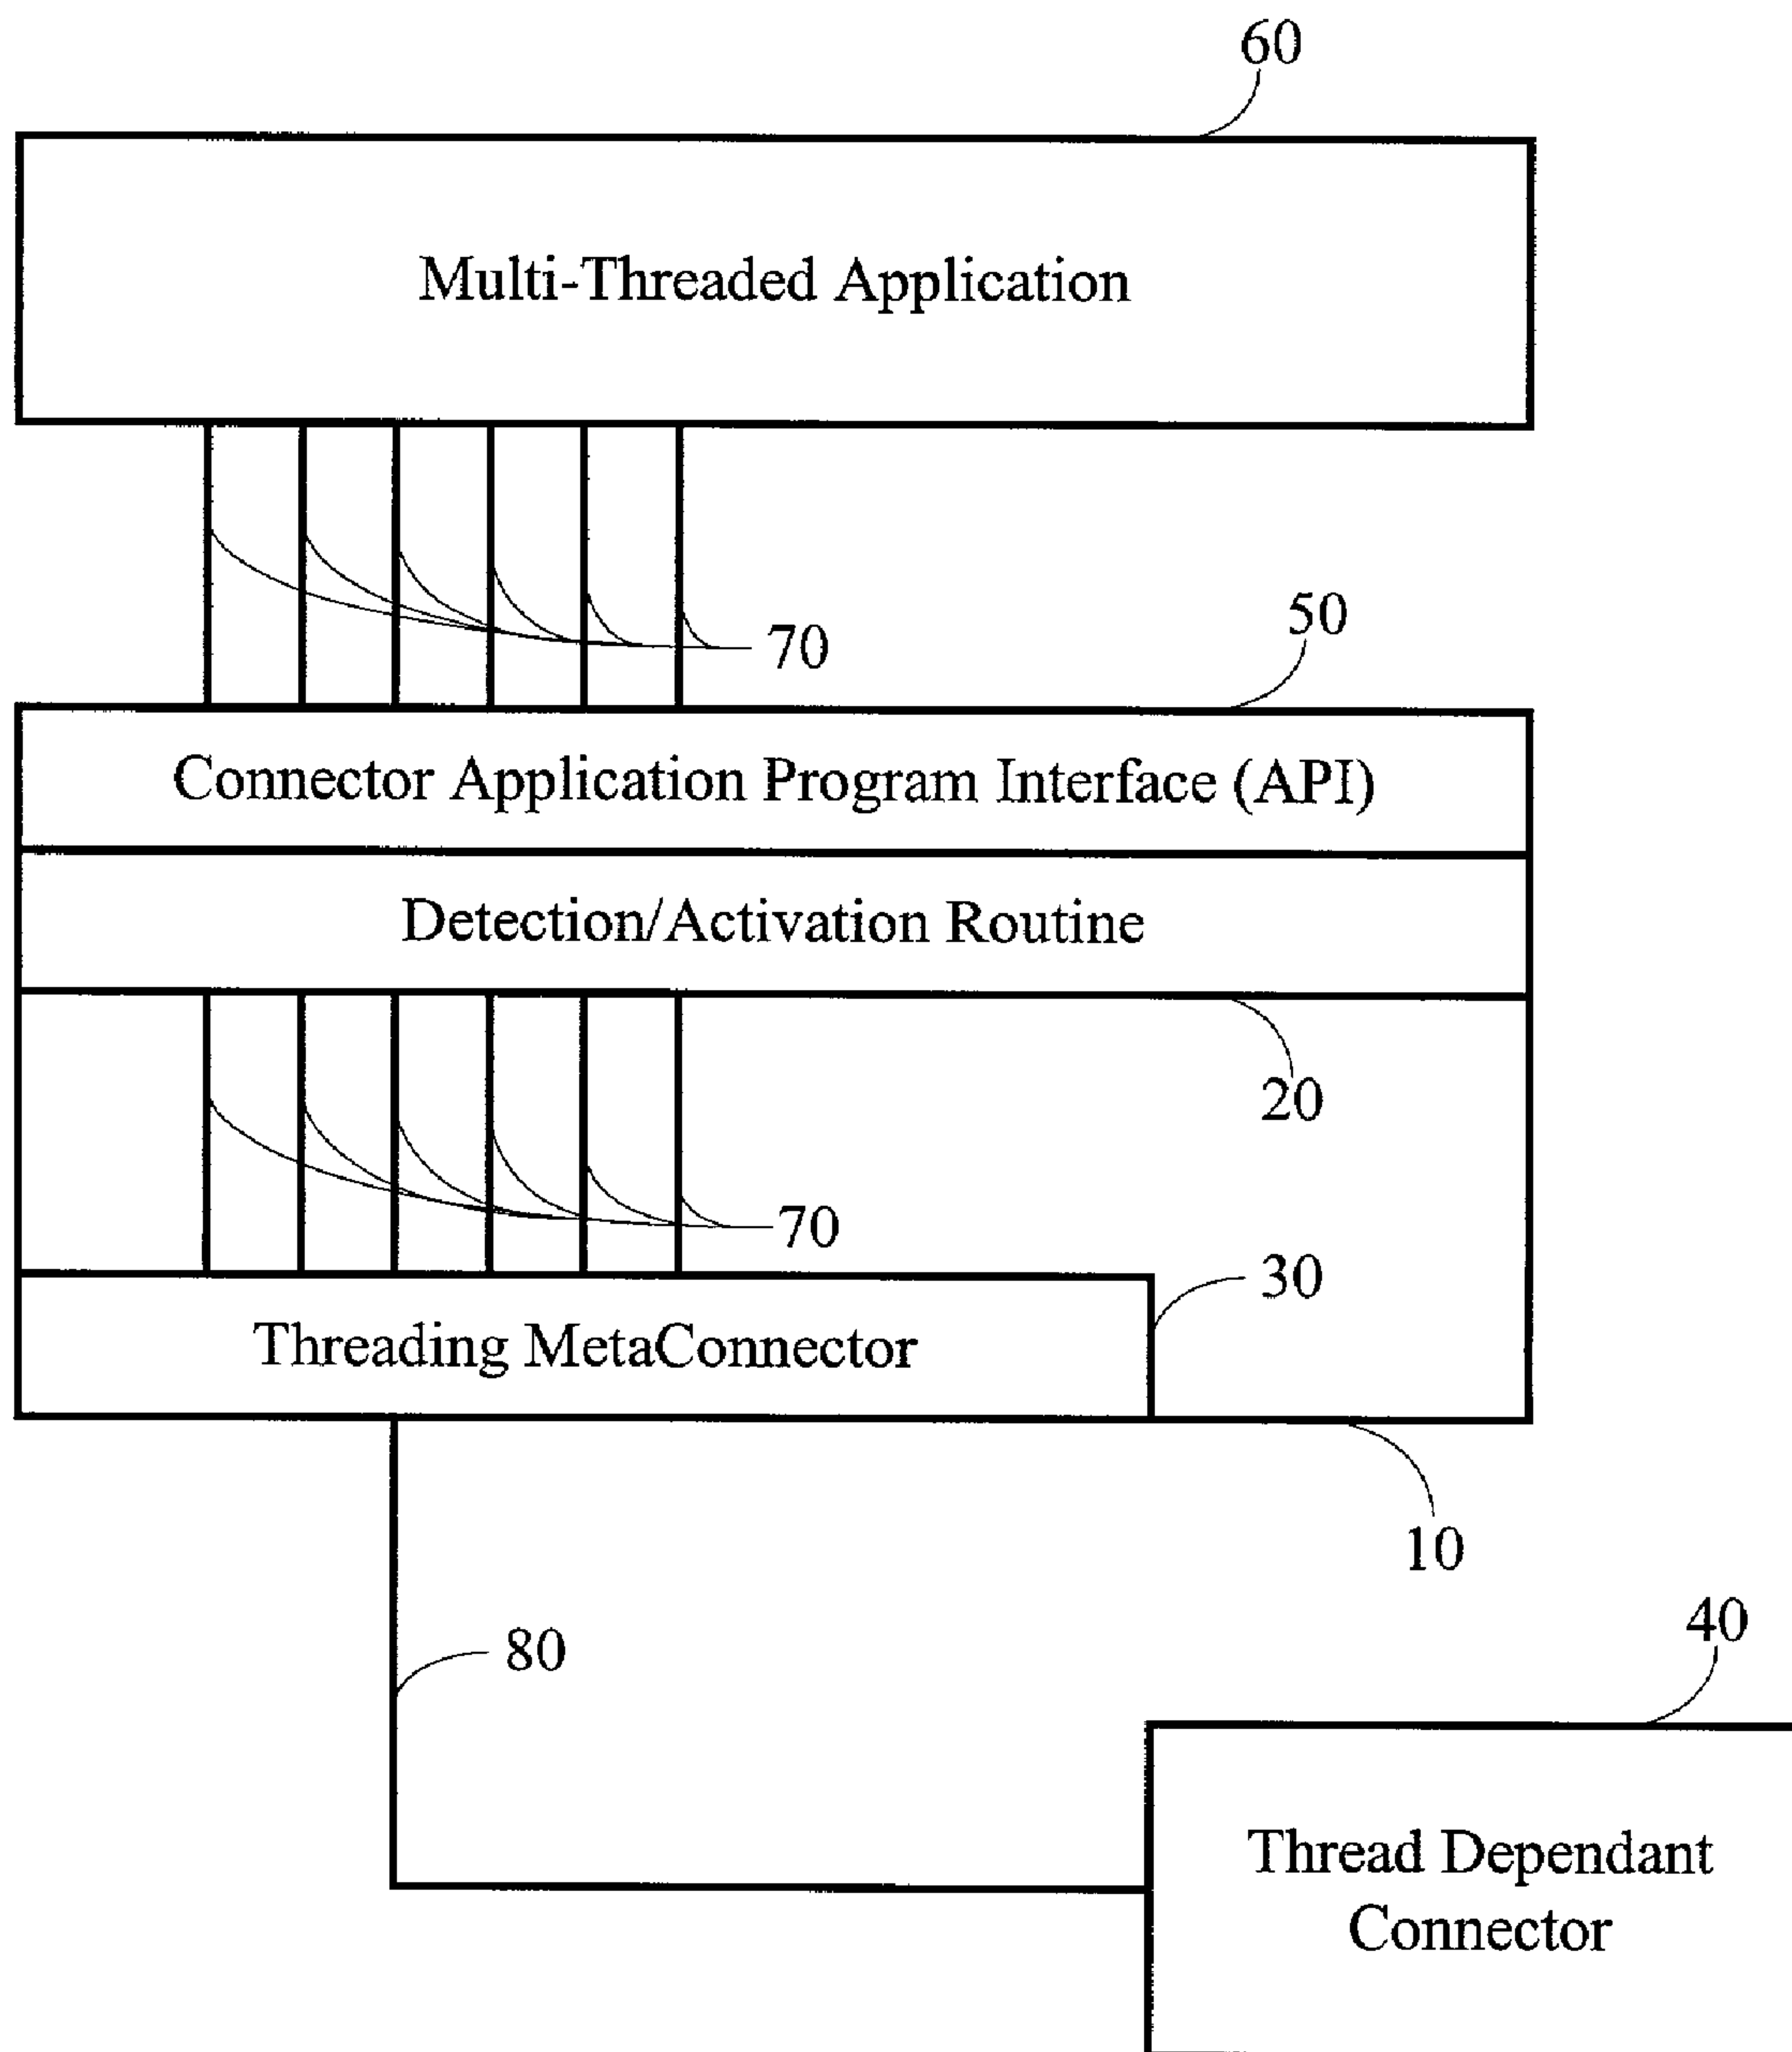 60
Multi-Threaded Application
70
50
Connector Application Program Interface (API)
Detection/Activation Routine
20
70
30
Threading MetaConnector
10
80
40
Thread Dependant
Connector